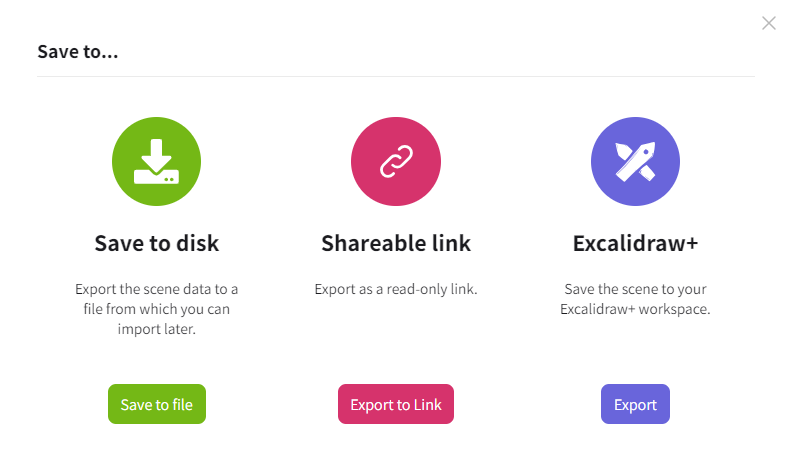 Save to...
Save to disk
Export the scene data to a
file from which you can
import later.
Save to file
Shareable link
Export as a read-only link.
Export to Link
Excalidraw+
Save the scene to your
Excalidraw+ workspace.
Export